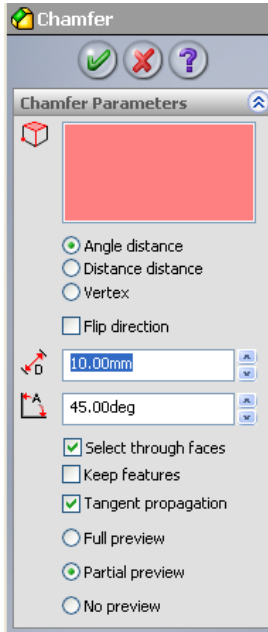 Chamfer
?
Chamfer Parameters
Angle distance
Distance distance
Vertex
Flip direction
D
10.00mm
A
45.00deg
Select through faces
Keep features
Tangent propagation
Full preview
Partial preview
No preview